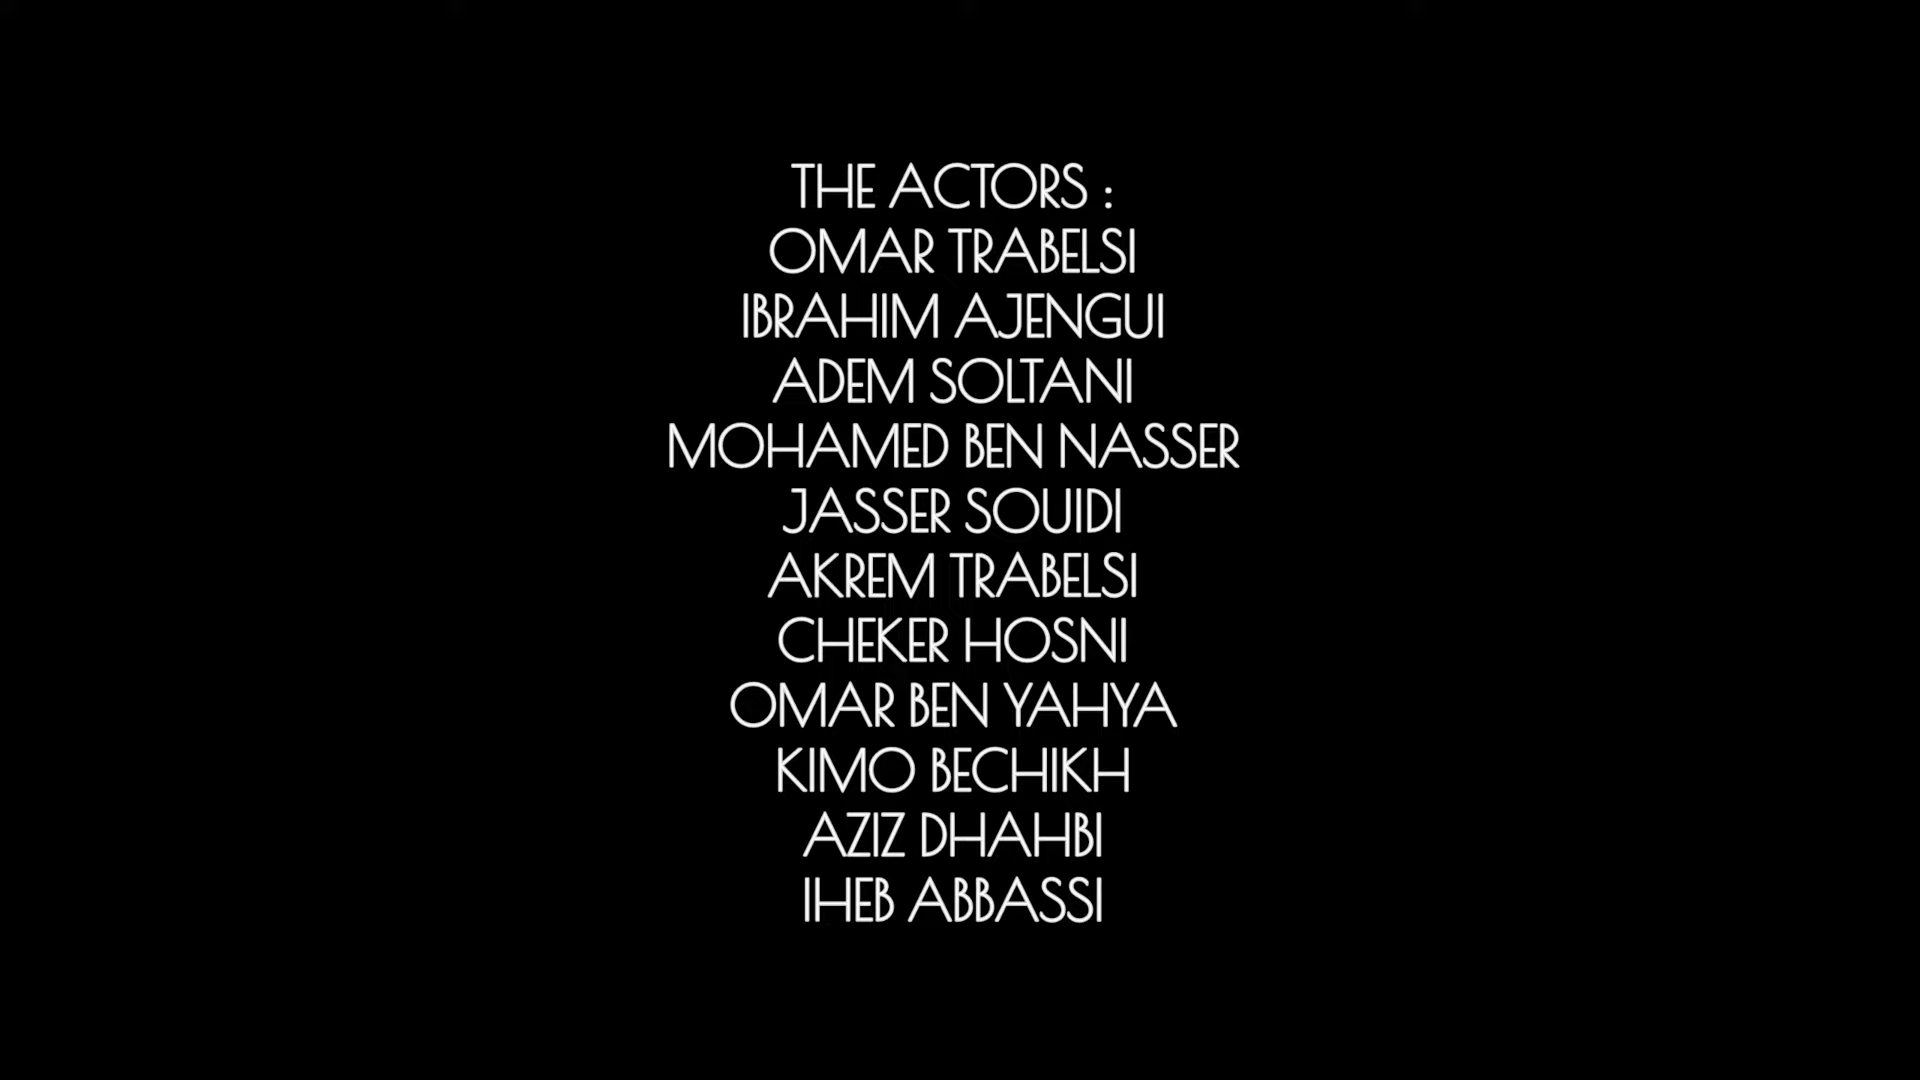 THE ACTORS :
OMAR TRABELSI
IBRAHIM AJENGUI
ADEM SOLTANI
MOHAMED BEN NASSER
JASSER SOUIDI
AKREM TRABELSI
CHEKER HOSNI
OMAR BEN YAHYA
KIMO BECHIKH
AZIZ DHAHBI
IHEB ABBASSI